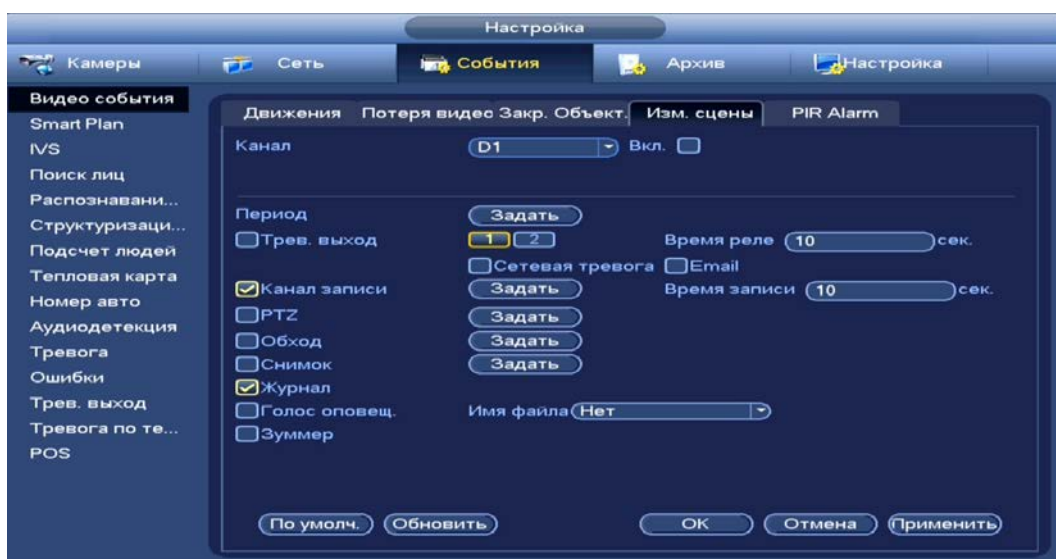 Настройка
Камеры Сеть События Архив Настройка
Видео события
Smart Plan
IVS
Поиск лиц
Распознавани...
Структуризаци...
Подсчет людей
Тепловая карта
Номер авто
Аудиодетекция
Тревога
Ошибки
Трев. выход
Тревога по те...
POS
Движения Потеря видео Закр. Объект. Изм. сцены PIR Alarm
Канал D1 Вкл.
Период Задать
Трев. выход 1 2 Время реле 10 сек.
Сетевая тревога Email
Канал записи Задать Время записи 10 сек.
PTZ Задать
Обход Задать
Снимок Задать
Журнал
Голос оповещ. Имя файла Нет
Зуммер
По умолч. Обновить OK Отмена Применить